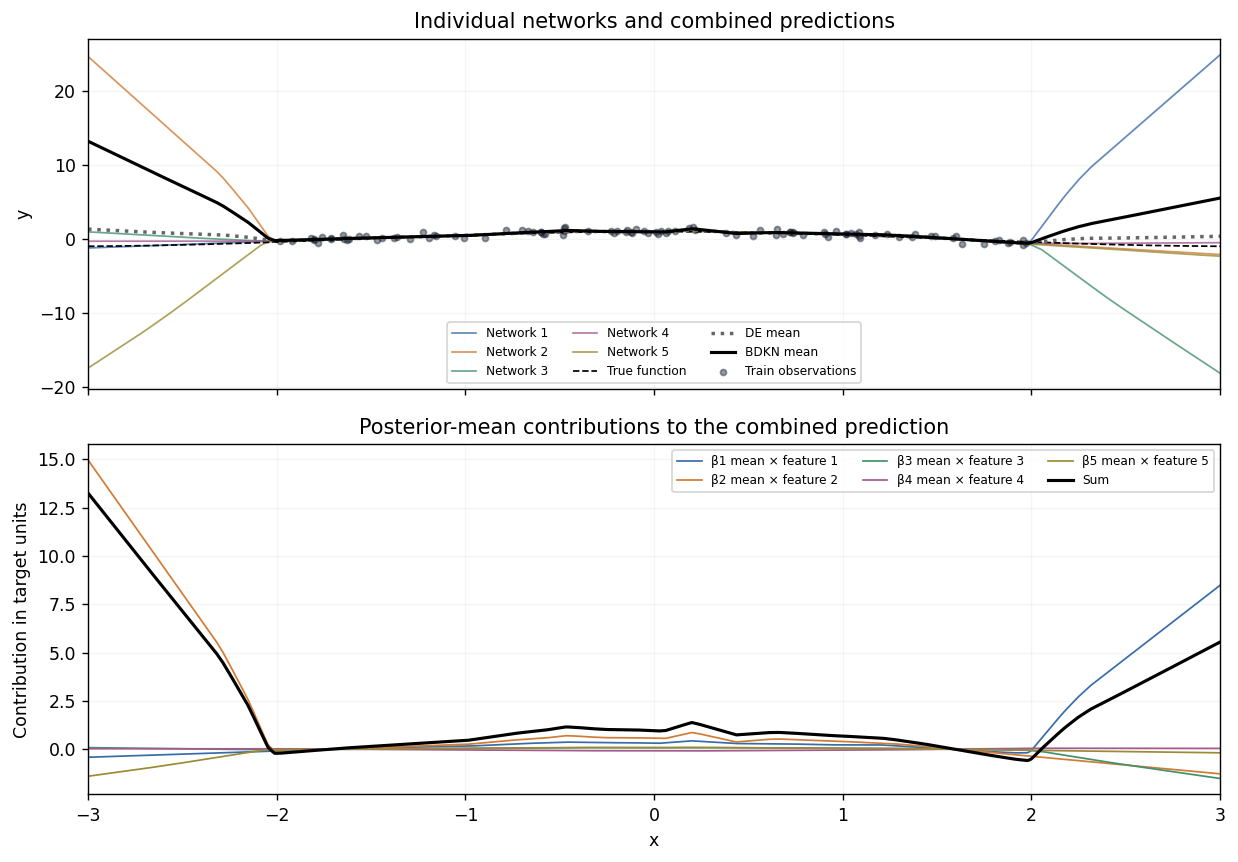 Individual networks and combined predictions
y
20
10
0
−10
−20
Network 1
Network 2
Network 3
Network 4
Network 5
True function
DE mean
BDKN mean
Train observations
Posterior-mean contributions to the combined prediction
Contribution in target units
15.0
12.5
10.0
7.5
5.0
2.5
0.0
β1 mean × feature 1
β2 mean × feature 2
β3 mean × feature 3
β4 mean × feature 4
β5 mean × feature 5
Sum
−3
−2
−1
0
1
2
3
x